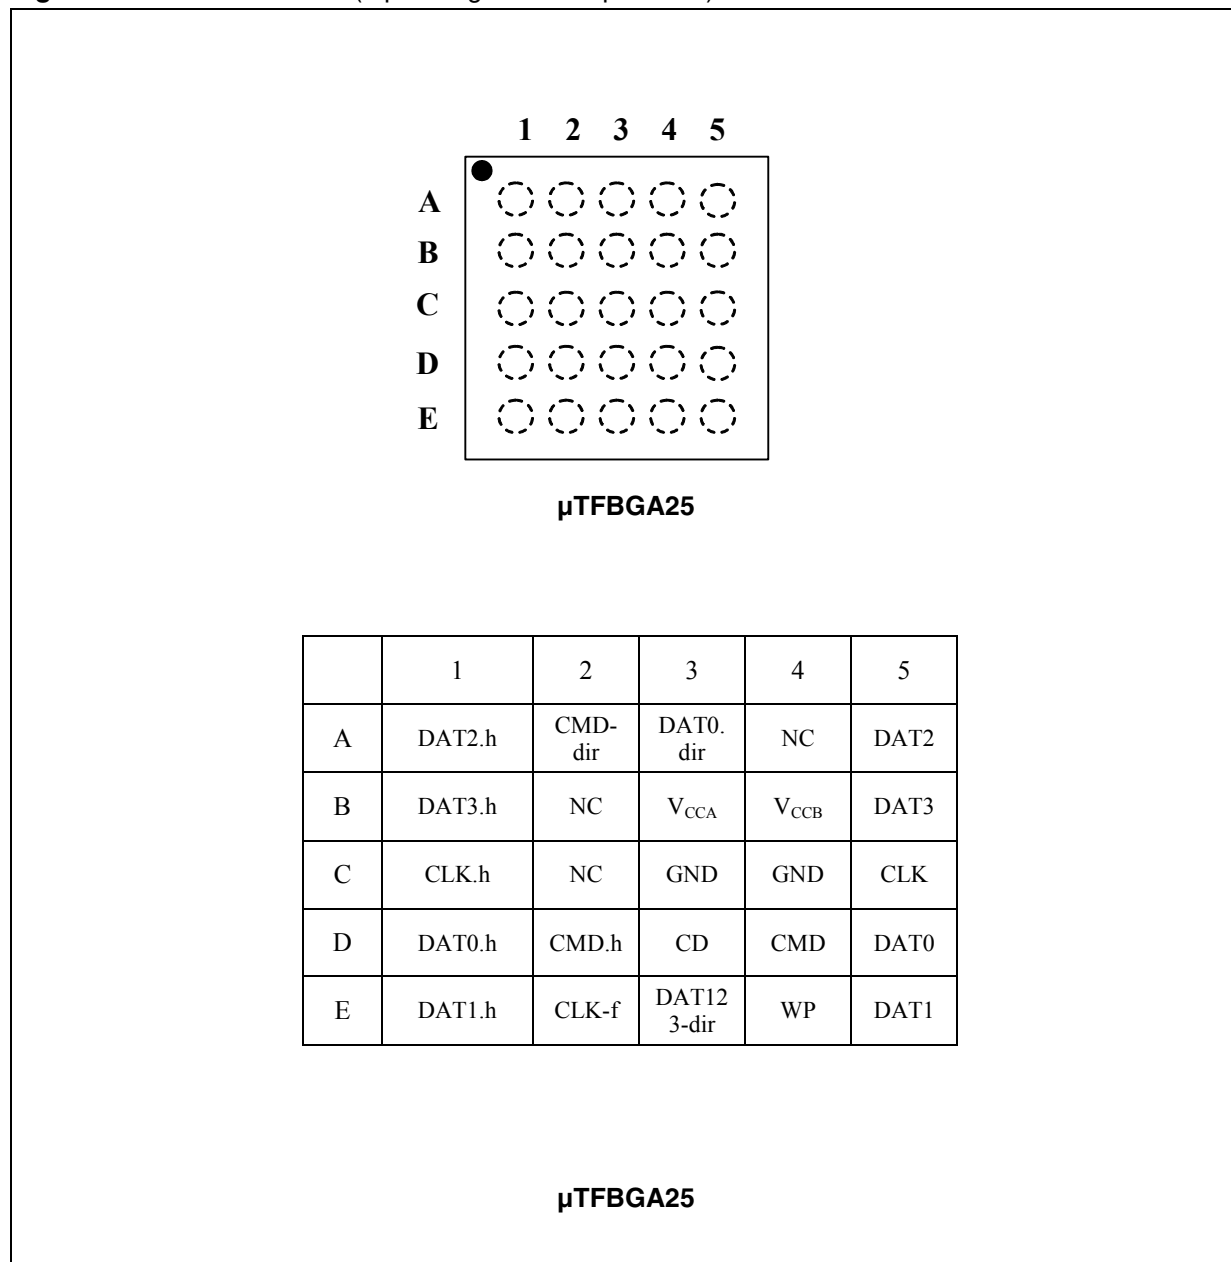 1 2 3 4 5
A
B
C
D
E
µTFBGA25
1 2 3 4 5
A DAT2.h CMD-dir DAT0.dir NC DAT2
B DAT3.h NC VCCA VCCB DAT3
C CLK.h NC GND GND CLK
D DAT0.h CMD.h CD CMD DAT0
E DAT1.h CLK-f DAT123-dir WP DAT1
µTFBGA25